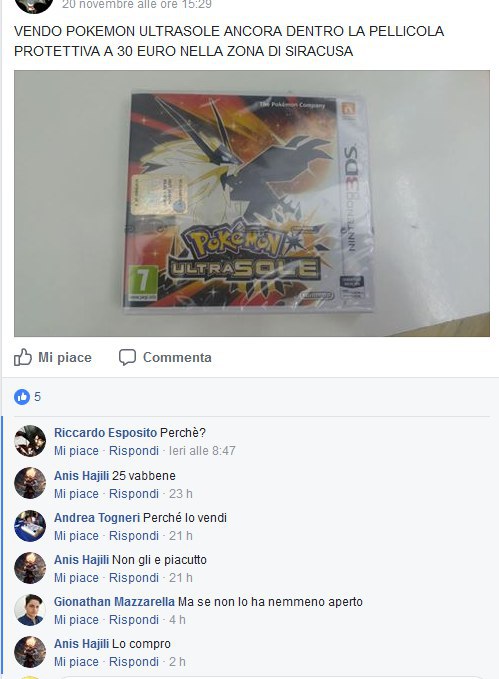 20 novembre alle ore 15:29
VENDO POKEMON ULTRASOLE ANCORA DENTRO LA PELLICOLA
PROTETTIVA A 30 EURO NELLA ZONA DI SIRACUSA
The Pokémon Company
NINTENDO 3DS
POKÉMON
ULTRASOLE
7
www.pegi.info
Nintendo
Mi piace Commenta
5
Riccardo Esposito Perchè?
Mi piace · Rispondi · Ieri alle 8:47
Anis Hajili 25 vabbene
Mi piace · Rispondi · 23 h
Andrea Togneri Perché lo vendi
Mi piace · Rispondi · 21 h
Anis Hajili Non gli e piacutto
Mi piace · Rispondi · 21 h
Gionathan Mazzarella Ma se non lo ha nemmeno aperto
Mi piace · Rispondi · 4 h
Anis Hajili Lo compro
Mi piace · Rispondi · 2 h